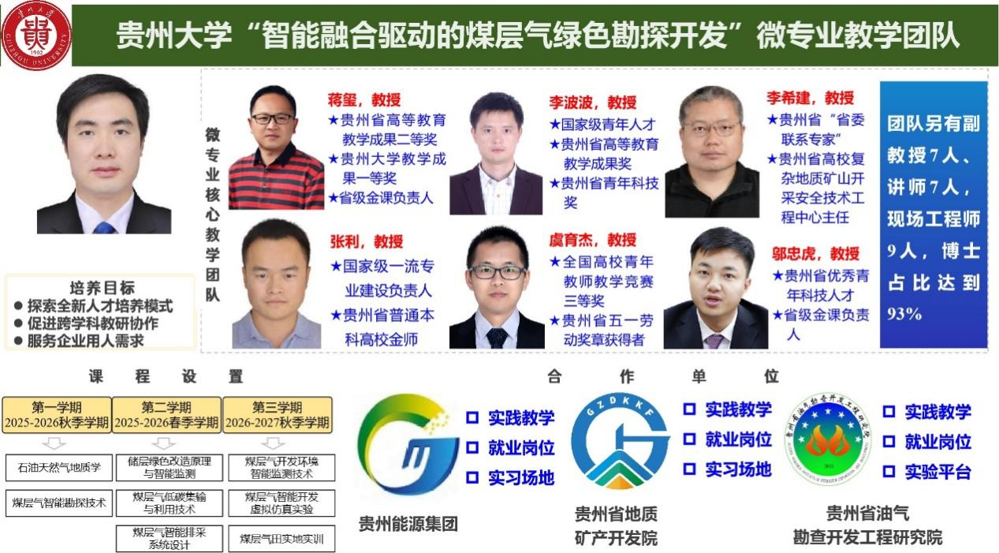 贵州大学
GUIZHOU UNIVERSITY
1902
贵州大学“智能融合驱动的煤层气绿色勘探开发”微专业教学团队
培养目标
● 探索全新人才培养模式
● 促进跨学科教研协作
● 服务企业用人需求
微专业核心教学团队
蒋玺，教授
★贵州省高等教育
教学成果二等奖
★贵州大学教学成
果一等奖
★省级金课负责人
李波波，教授
★国家级青年人才
★贵州省高等教育
教学成果奖
★贵州省青年科技
奖
李希建，教授
★贵州省“省委
联系专家”
★贵州省高校复
杂地质矿山开
采安全技术工
程中心主任
张利，教授
★国家级一流专
业建设负责人
★贵州省普通本
科高校金师
虞育杰，教授
★全国高校青年
教师教学竞赛
三等奖
★贵州省五一劳
动奖章获得者
邬忠虎，教授
★贵州省优秀青
年科技人才
★省级金课负责
人
团队另有副
教授7人、
讲师7人，
现场工程师
9人，博士
占比达到
93%
课程设置
第一学期
2025-2026秋季学期
石油天然气地质学
煤层气智能勘探技术
第二学期
2025-2026春季学期
储层绿色改造原理
与智能监测
煤层气低碳集输
与利用技术
煤层气智能排采
系统设计
第三学期
2026-2027秋季学期
煤层气开发环境
智能监测技术
煤层气智能开发
虚拟仿真实验
煤层气田实地实训
合作单位
实践教学
就业岗位
实习场地
贵州能源集团
GZDKKF
实践教学
就业岗位
实习场地
贵州省地质
矿产开发院
贵州省油气勘查开发工程研究院
实践教学
就业岗位
实验平台
贵州省油气
勘查开发工程研究院